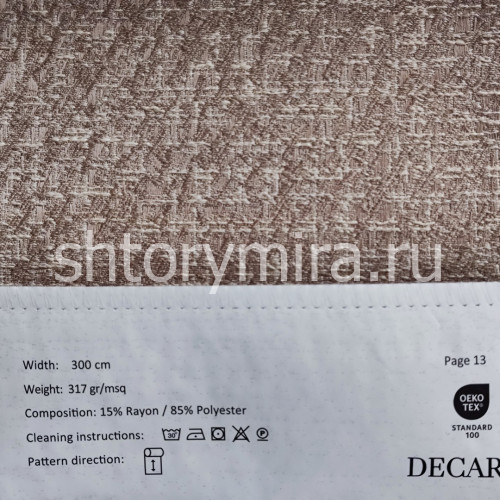 shtorymira.ru
Width: 300 cm
Page 13
Weight: 317 gr/msq
Composition: 15% Rayon / 85% Polyester
Cleaning instructions: 30 P
Pattern direction:
OEKO
TEX®
STANDARD
100
DECAR